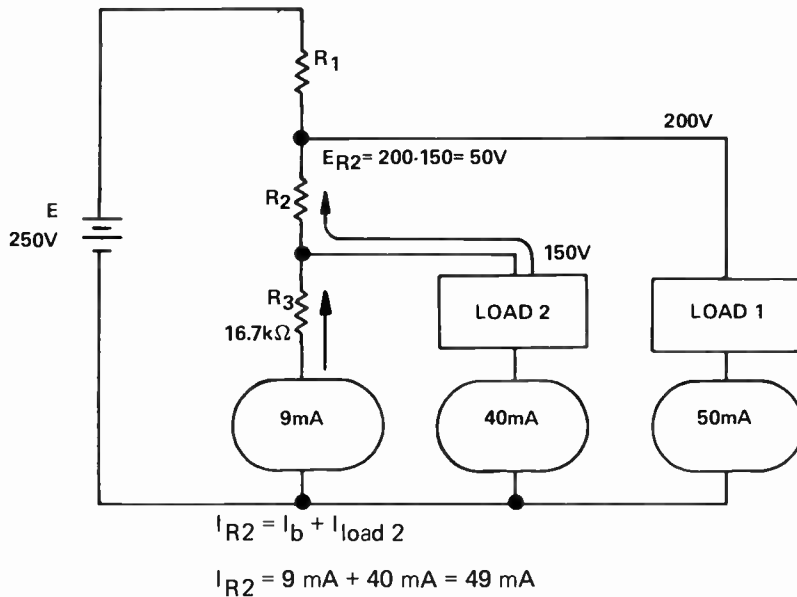 R1
200V
ER2= 200-150= 50V
R2
E
250V
150V
R3
16.7kΩ
LOAD 2
LOAD 1
9mA
40mA
50mA
IR2 = Ib + Iload 2
IR2 = 9 mA + 40 mA = 49 mA